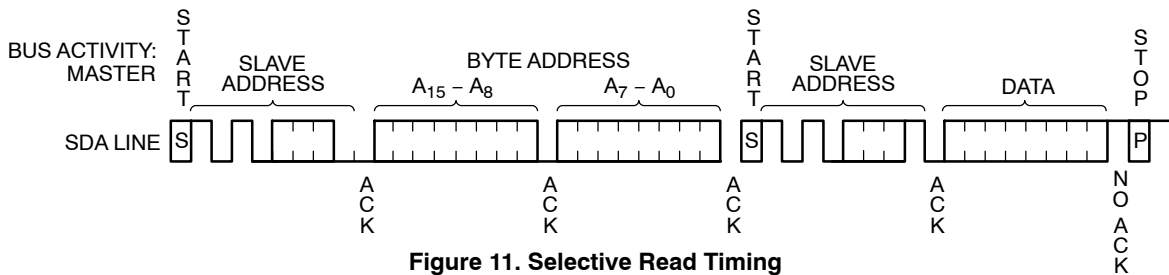 START
START
STOP
BUS ACTIVITY:
MASTER
SLAVE
ADDRESS
BYTE ADDRESS
A₁₅ – A₈
A₇ – A₀
SLAVE
ADDRESS
DATA
SDA LINE
S
S
P
ACK
ACK
ACK
ACK
NO ACK
Figure 11. Selective Read Timing